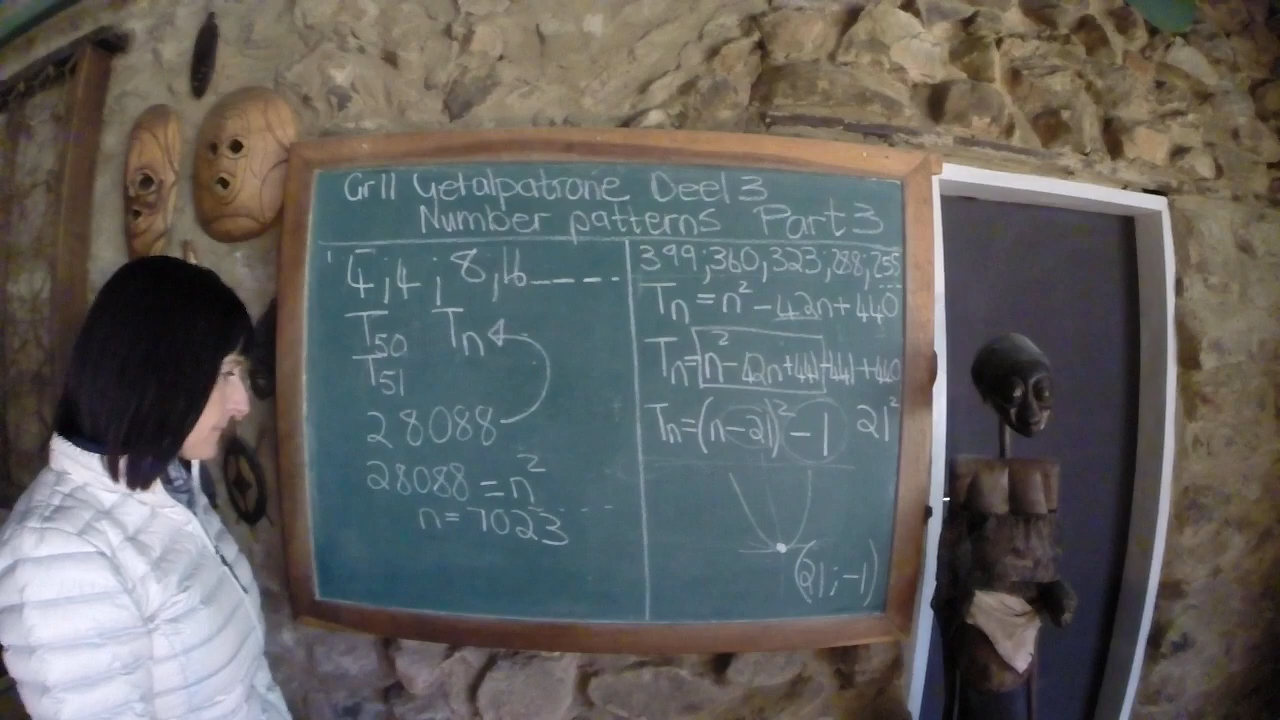 Gr 11 Getalpatrone Deel 3
Number patterns Part 3
4; 4; 8, 16 -----
T50 Tn
T51
28088
28088 = n²
n = 7023
399; 360, 323; 288; 255...
Tn = n² - 42n + 440
Tn = n² - 42n + 441 - 441 + 440
Tn = (n - 21)² - 1 21²
(21; -1)